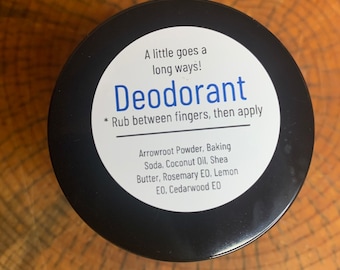 A little goes a
long ways!
Deodorant
* Rub between fingers, then apply
Arrowroot Powder, Baking
Soda, Coconut Oil, Shea
Butter, Rosemary EO, Lemon
EO, Cedarwood EO